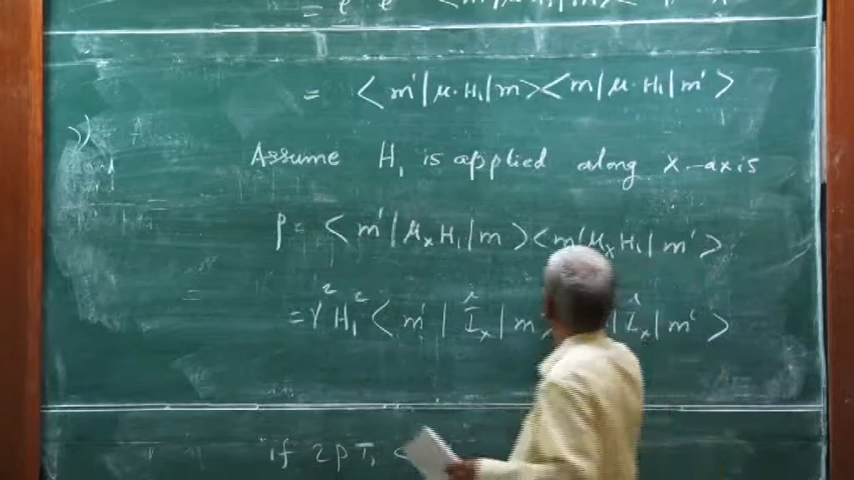 = <m'|μ·H₁|m><m|μ·H₁|m'>
Assume H₁ is applied along x-axis
P = <m'|μₓH₁|m><m|μₓH₁|m'>
= γ²H₁² <m'|Îₓ|m |Îₓ|m'>
if 2pT₁ <